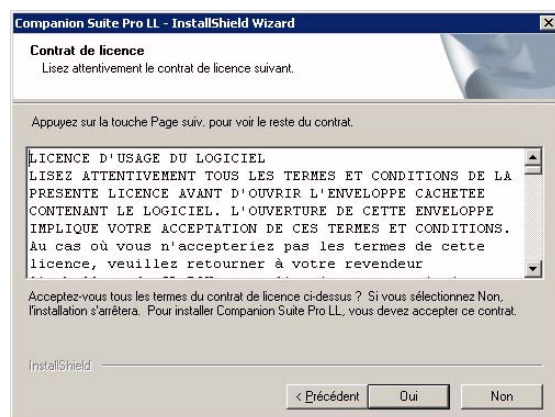 Companion Suite Pro LL - InstallShield Wizard
Contrat de licence
Lisez attentivement le contrat de licence suivant.
Appuyez sur la touche Page suiv. pour voir le reste du contrat.
LICENCE D'USAGE DU LOGICIEL
LISEZ ATTENTIVEMENT TOUS LES TERMES ET CONDITIONS DE LA
PRESENTE LICENCE AVANT D'OUVRIR L'ENVELOPPE CACHETEE
CONTENANT LE LOGICIEL. L'OUVERTURE DE CETTE ENVELOPPE
IMPLIQUE VOTRE ACCEPTATION DE CES TERMES ET CONDITIONS.
Au cas où vous n'accepteriez pas les termes de cette
licence, veuillez retourner à votre revendeur
Acceptez-vous tous les termes du contrat de licence ci-dessus ? Si vous sélectionnez Non,
l'installation s'arrêtera. Pour installer Companion Suite Pro LL, vous devez accepter ce contrat.
InstallShield
< Précédent
Oui
Non